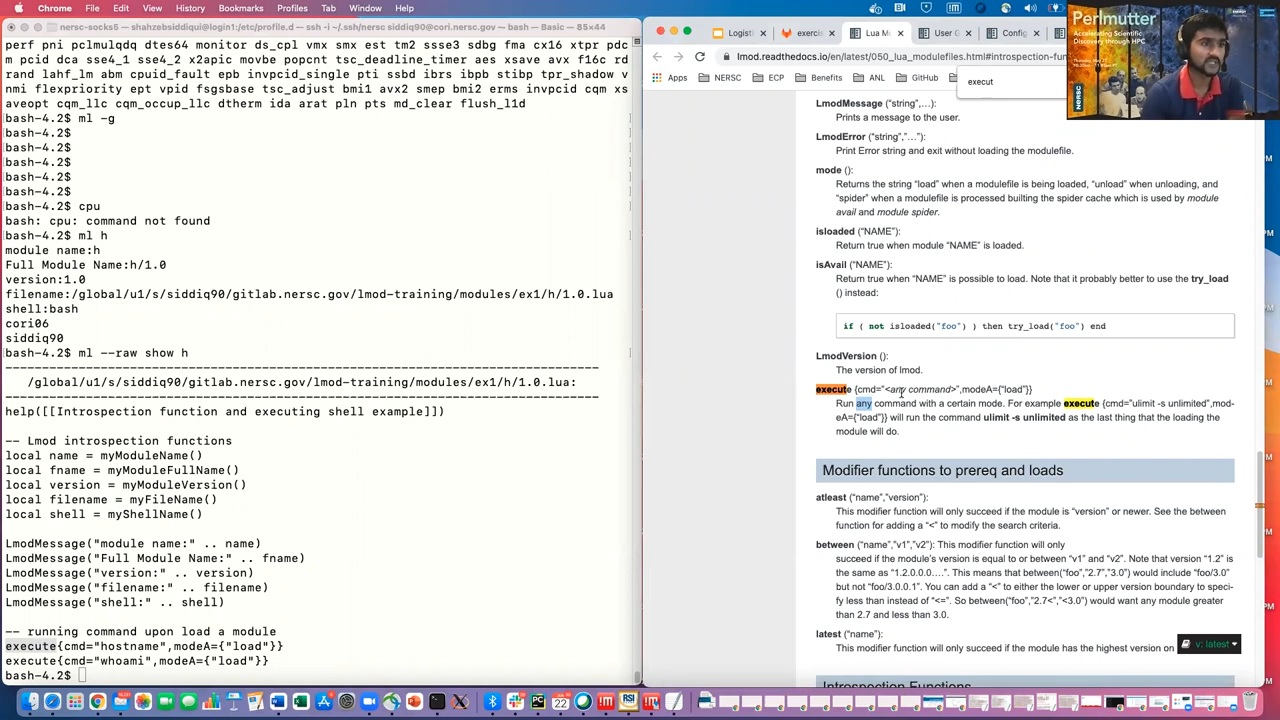 Chrome File Edit View History Bookmarks Profiles Tab Window Help
nersc-socks5 — shahzebsiddiqui@login1:/etc/profile.d — ssh -i ~/.ssh/nersc siddiq90@cori.nersc.gov — bash — Basic — 85×44
perf pni pclmulqdq dtes64 monitor ds_cpl vmx smx est tm2 ssse3 sdbg fma cx16 xtpr pdc
m pcid dca sse4_1 sse4_2 x2apic movbe popcnt tsc_deadline_timer aes xsave avx f16c rd
rand lahf_lm abm cpuid_fault epb invpcid_single pti ssbd ibrs ibpb stibp tpr_shadow v
nmi flexpriority ept vpid fsgsbase tsc_adjust bmi1 avx2 smep bmi2 erms invpcid cqm xs
aveopt cqm_llc cqm_occup_llc dtherm ida arat pln pts md_clear flush_l1d
bash-4.2$ ml -g
bash-4.2$
bash-4.2$
bash-4.2$
bash-4.2$
bash-4.2$
bash-4.2$ cpu
bash: cpu: command not found
bash-4.2$ ml h
module name:h
Full Module Name:h/1.0
version:1.0
filename:/global/u1/s/siddiq90/gitlab.nersc.gov/lmod-training/modules/ex1/h/1.0.lua
shell:bash
cori06
siddiq90
bash-4.2$ ml --raw show h
/global/u1/s/siddiq90/gitlab.nersc.gov/lmod-training/modules/ex1/h/1.0.lua:
help([[Introspection function and executing shell example]])
-- Lmod introspection functions
local name = myModuleName()
local fname = myModuleFullName()
local version = myModuleVersion()
local filename = myFileName()
local shell = myShellName()
LmodMessage("module name:" .. name)
LmodMessage("Full Module Name:" .. fname)
LmodMessage("version:" .. version)
LmodMessage("filename:" .. filename)
LmodMessage("shell:" .. shell)
-- running command upon load a module
execute{cmd="hostname",modeA={"load"}}
execute{cmd="whoami",modeA={"load"}}
bash-4.2$
Logisti exercis Lua Mo User G Config
lmod.readthedocs.io/en/latest/050_lua_modulefiles.html#introspection-fu
Apps NERSC ECP Benefits ANL GitHub
execut
Perlmutter
Accelerating Scientific
Discovery through HPC
NERSC
LmodMessage (“string”,…):
Prints a message to the user.
LmodError (“string”,”…”):
Print Error string and exit without loading the modulefile.
mode ():
Returns the string “load” when a modulefile is being loaded, “unload” when unloading, and
“spider” when a modulefile is processed builting the spider cache which is used by module
avail and module spider.
isloaded (“NAME”):
Return true when module “NAME” is loaded.
isAvail (“NAME”):
Return true when “NAME” is possible to load. Note that it probably better to use the try_load
() instead:
if ( not isloaded("foo") ) then try_load("foo") end
LmodVersion ():
The version of lmod.
execute {cmd=”<any command>”,modeA={“load”}}
Run any command with a certain mode. For example execute {cmd=”ulimit -s unlimited”,mod-
eA={“load”}} will run the command ulimit -s unlimited as the last thing that the loading the
module will do.
Modifier functions to prereq and loads
atleast (“name”,”version”):
This modifier function will only succeed if the module is “version” or newer. See the between
function for adding a “<” to modify the search criteria.
between (“name”,”v1”,”v2”): This modifier function will only
succeed if the module’s version is equal to or between “v1” and “v2”. Note that version “1.2” is
the same as “1.2.0.0.0….”. This means that between(“foo”,”2.7”,”3.0”) would include “foo/3.0”
but not “foo/3.0.0.1”. You can add a “<” to either the lower or upper version boundary to speci-
fy less than instead of “<=”. So between(“foo”,”2.7<”,”<3.0”) would want any module greater
than 2.7 and less than 3.0.
latest (“name”):
This modifier function will only succeed if the module has the highest version on
v: latest
Introspection Functions